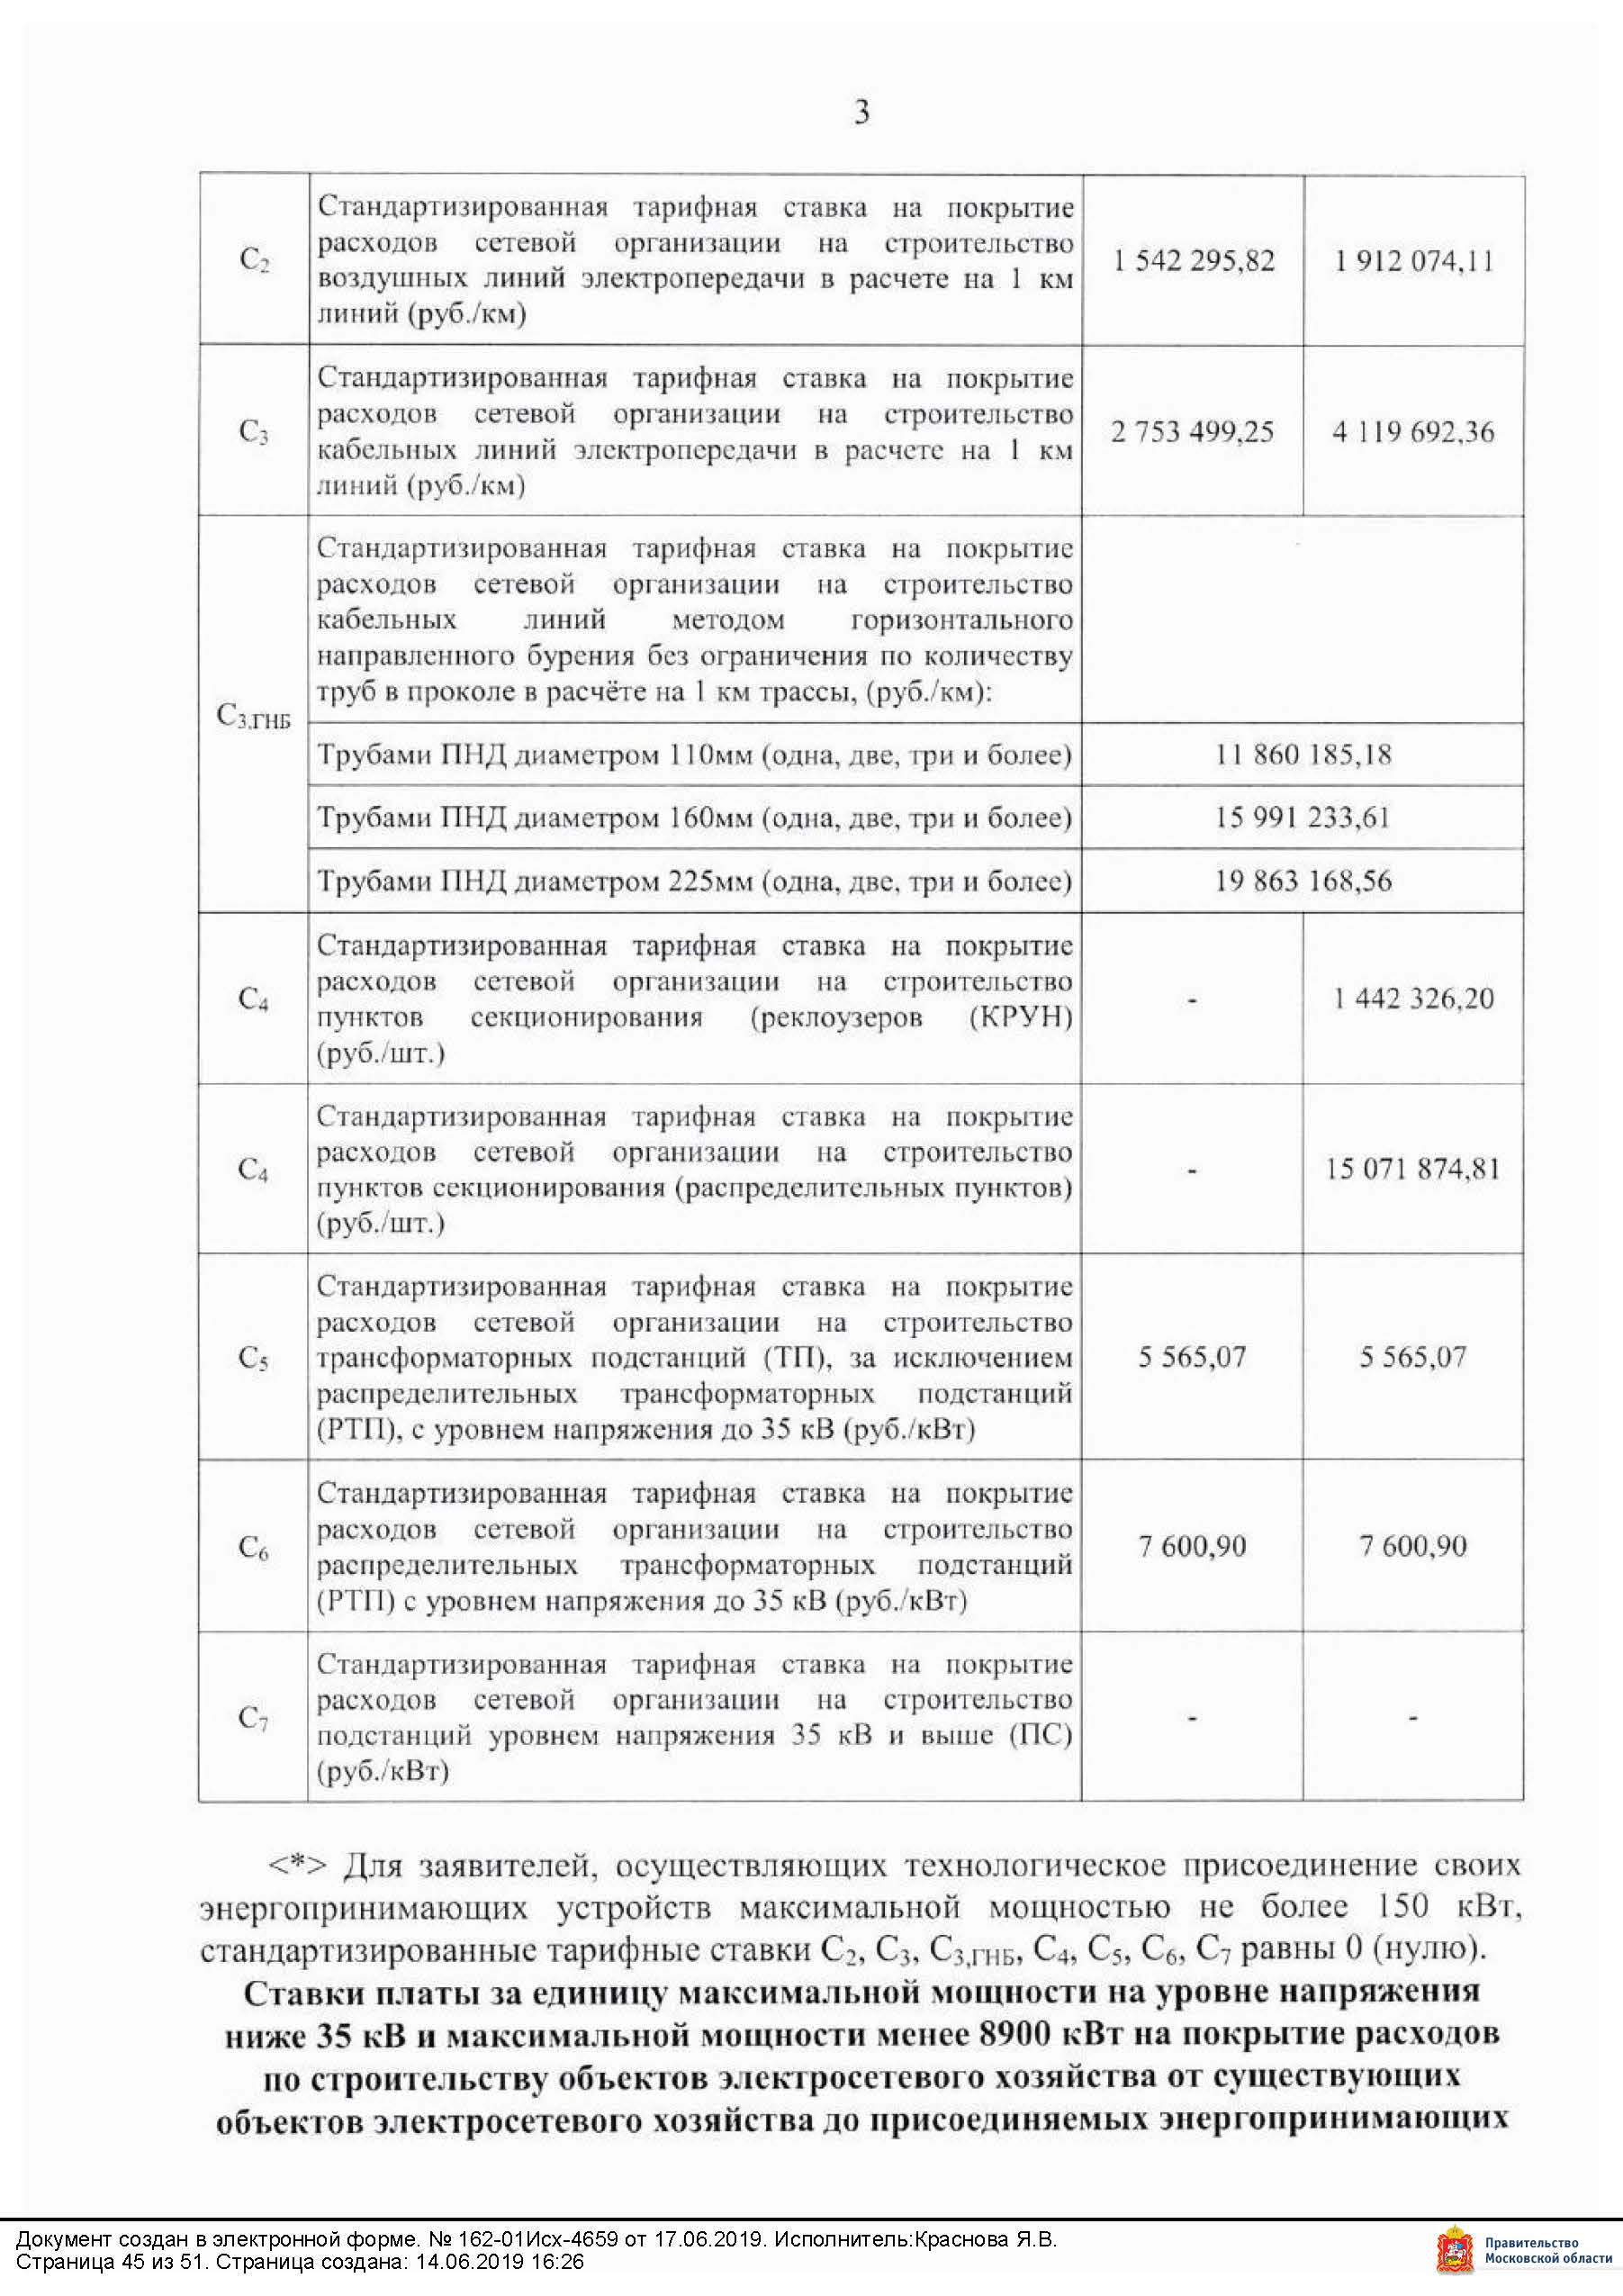 3
С2
Стандартизированная тарифная ставка на покрытие
расходов сетевой организации на строительство
воздушных линий электропередачи в расчете на 1 км
линий (руб./км)
1 542 295,82
1 912 074,11
С3
Стандартизированная тарифная ставка на покрытие
расходов сетевой организации на строительство
кабельных линий электропередачи в расчете на 1 км
линий (руб./км)
2 753 499,25
4 119 692,36
С3,ГНБ
Стандартизированная тарифная ставка на покрытие
расходов сетевой организации на строительство
кабельных линий методом горизонтального
направленного бурения без ограничения по количеству
труб в проколе в расчёте на 1 км трассы, (руб./км):
Трубами ПНД диаметром 110мм (одна, две, три и более)
11 860 185,18
Трубами ПНД диаметром 160мм (одна, две, три и более)
15 991 233,61
Трубами ПНД диаметром 225мм (одна, две, три и более)
19 863 168,56
С4
Стандартизированная тарифная ставка на покрытие
расходов сетевой организации на строительство
пунктов секционирования (реклоузеров (КРУН)
(руб./шт.)
-
1 442 326,20
С4
Стандартизированная тарифная ставка на покрытие
расходов сетевой организации на строительство
пунктов секционирования (распределительных пунктов)
(руб./шт.)
-
15 071 874,81
С5
Стандартизированная тарифная ставка на покрытие
расходов сетевой организации на строительство
трансформаторных подстанций (ТП), за исключением
распределительных трансформаторных подстанций
(РТП), с уровнем напряжения до 35 кВ (руб./кВт)
5 565,07
5 565,07
С6
Стандартизированная тарифная ставка на покрытие
расходов сетевой организации на строительство
распределительных трансформаторных подстанций
(РТП) с уровнем напряжения до 35 кВ (руб./кВт)
7 600,90
7 600,90
С7
Стандартизированная тарифная ставка на покрытие
расходов сетевой организации на строительство
подстанций уровнем напряжения 35 кВ и выше (ПС)
(руб./кВт)
-
-
<*> Для заявителей, осуществляющих технологическое присоединение своих
энергопринимающих устройств максимальной мощностью не более 150 кВт,
стандартизированные тарифные ставки С2, С3, С3,ГНБ, С4, С5, С6, С7 равны 0 (нулю).
Ставки платы за единицу максимальной мощности на уровне напряжения
ниже 35 кВ и максимальной мощности менее 8900 кВт на покрытие расходов
по строительству объектов электросетевого хозяйства от существующих
объектов электросетевого хозяйства до присоединяемых энергопринимающих
Документ создан в электронной форме. № 162-01Исх-4659 от 17.06.2019. Исполнитель:Краснова Я.В.
Страница 45 из 51. Страница создана: 14.06.2019 16:26
Правительство
Московской области